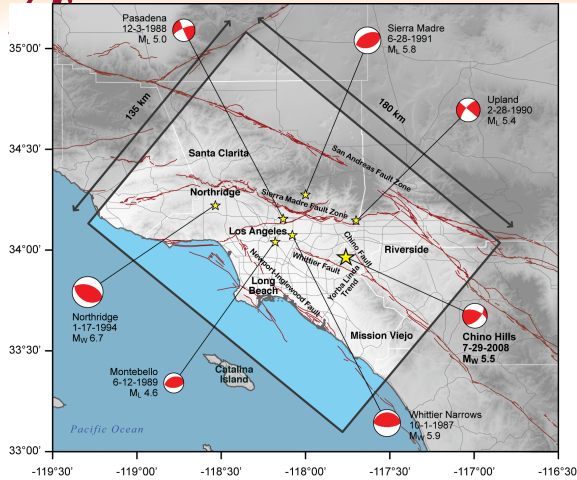 Pasadena
12-3-1988
ML 5.0
Sierra Madre
6-28-1991
ML 5.8
Upland
2-28-1990
ML 5.4
35°00'
34°30'
34°00'
33°30'
33°00'
135 km
180 km
San Andreas Fault Zone
Santa Clarita
Northridge
Sierra Madre Fault Zone
Los Angeles
Chino Fault
Riverside
Whittier Fault
Newport-Inglewood Fault
Yorba Linda
Trend
Long
Beach
Mission Viejo
Northridge
1-17-1994
MW 6.7
Chino Hills
7-29-2008
MW 5.5
Montebello
6-12-1989
ML 4.6
Catalina
Island
Whittier Narrows
10-1-1987
MW 5.9
Pacific Ocean
-119°30'
-119°00'
-118°30'
-118°00'
-117°30'
-117°00'
-116°30'